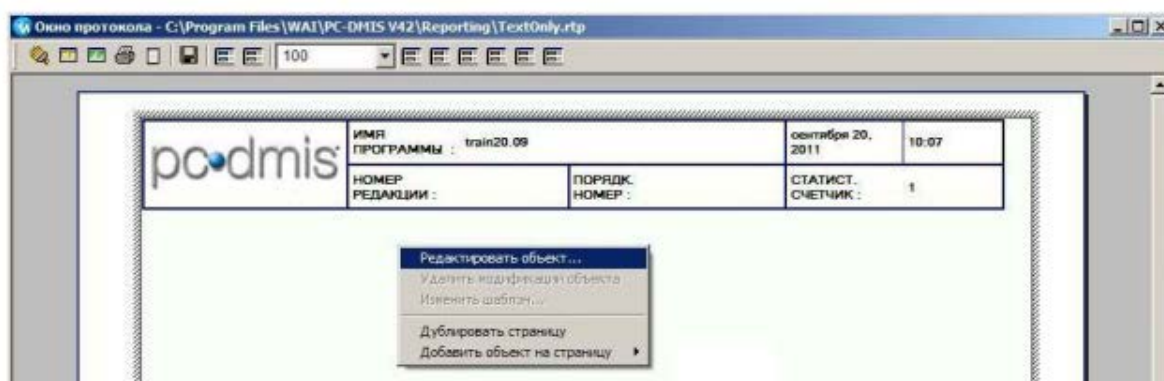 Окно протокола - C:\Program Files\WAI\PC-DMIS V42\Reporting\TextOnly.rtp
100
pc•dmis
ИМЯ
ПРОГРАММЫ : train20.09
сентября 20,
2011
10:07
НОМЕР
РЕДАКЦИИ :
ПОРЯДК.
НОМЕР :
СТАТИСТ.
СЧЕТЧИК : 1
Редактировать объект...
Удалить модификации объекта
Изменить шаблон...
Дублировать страницу
Добавить объект на страницу